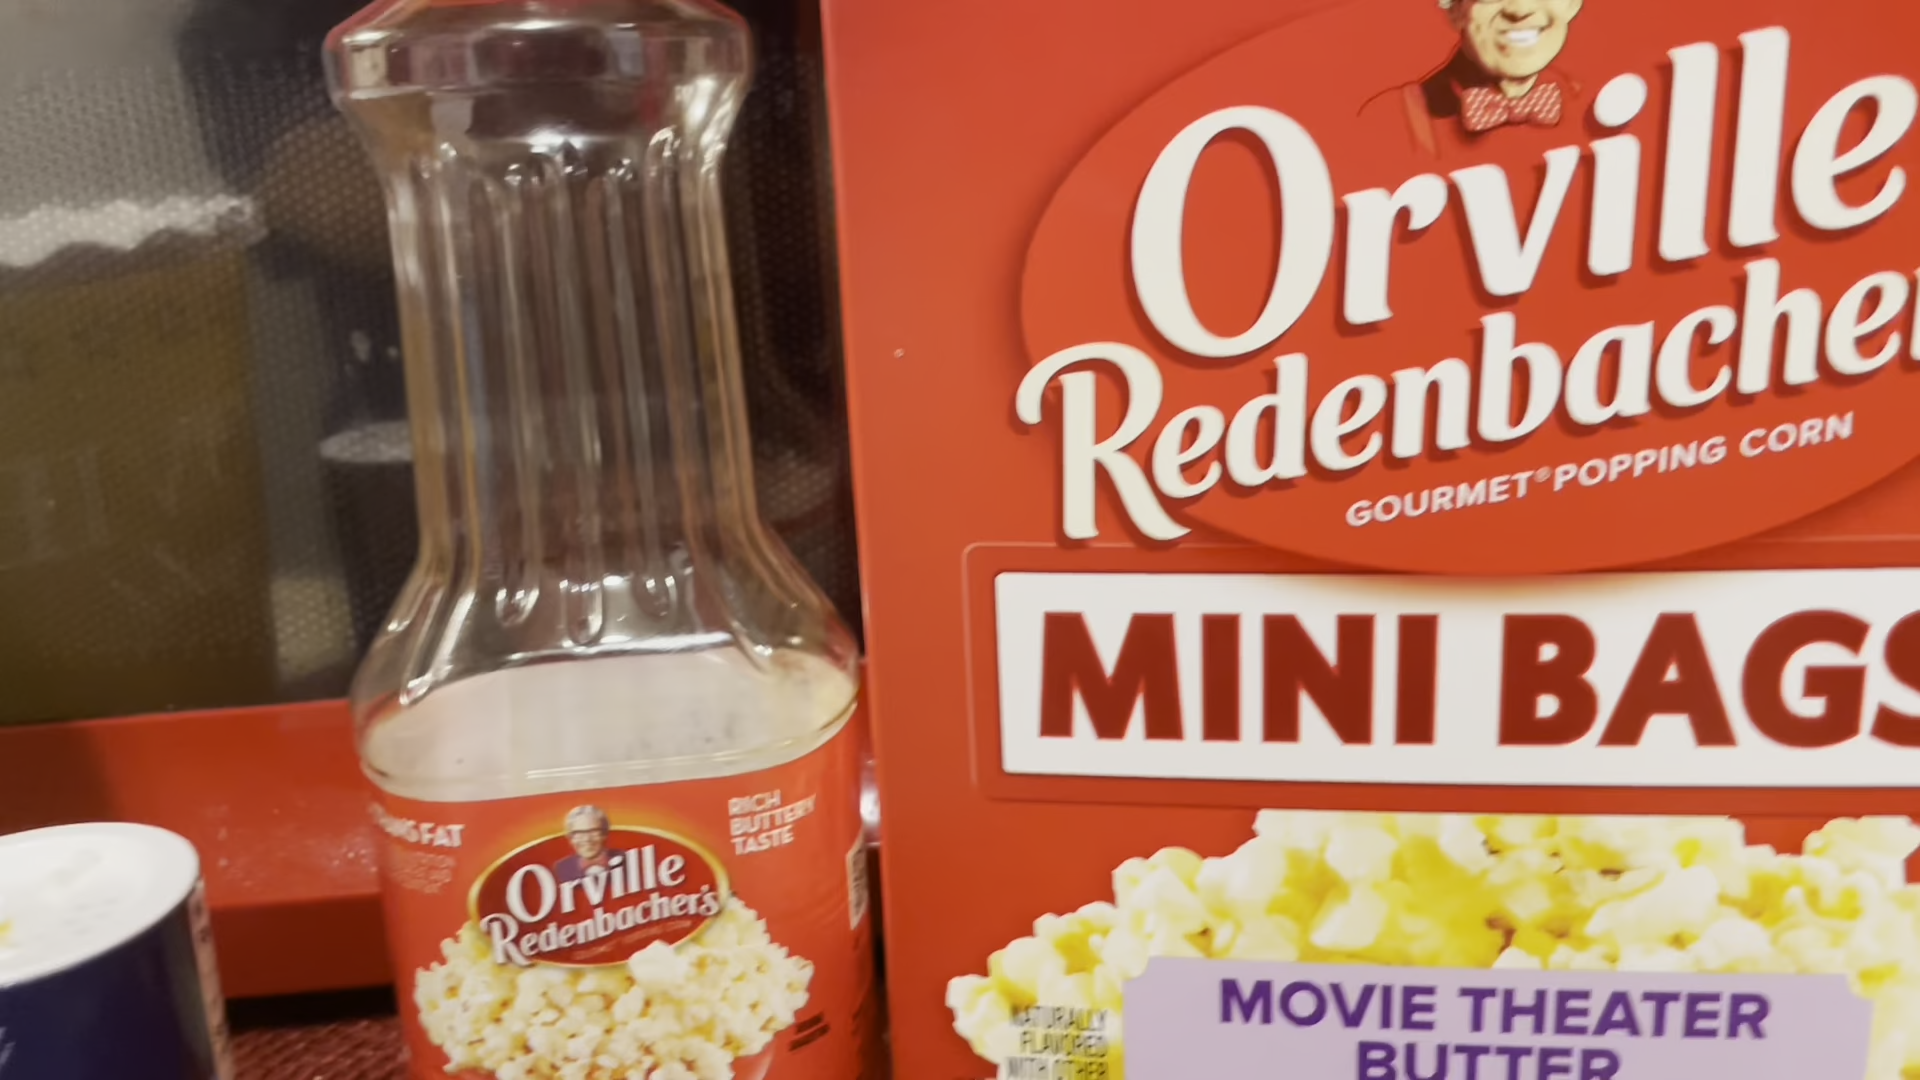 Orville
Redenbacher
GOURMET® POPPING CORN
MINI BAGS
MOVIE THEATER
BUTTER
NATURALLY
FLAVORED
WITH OTHER
FAT
RICH
BUTTERY
TASTE
Orville
Redenbacher's